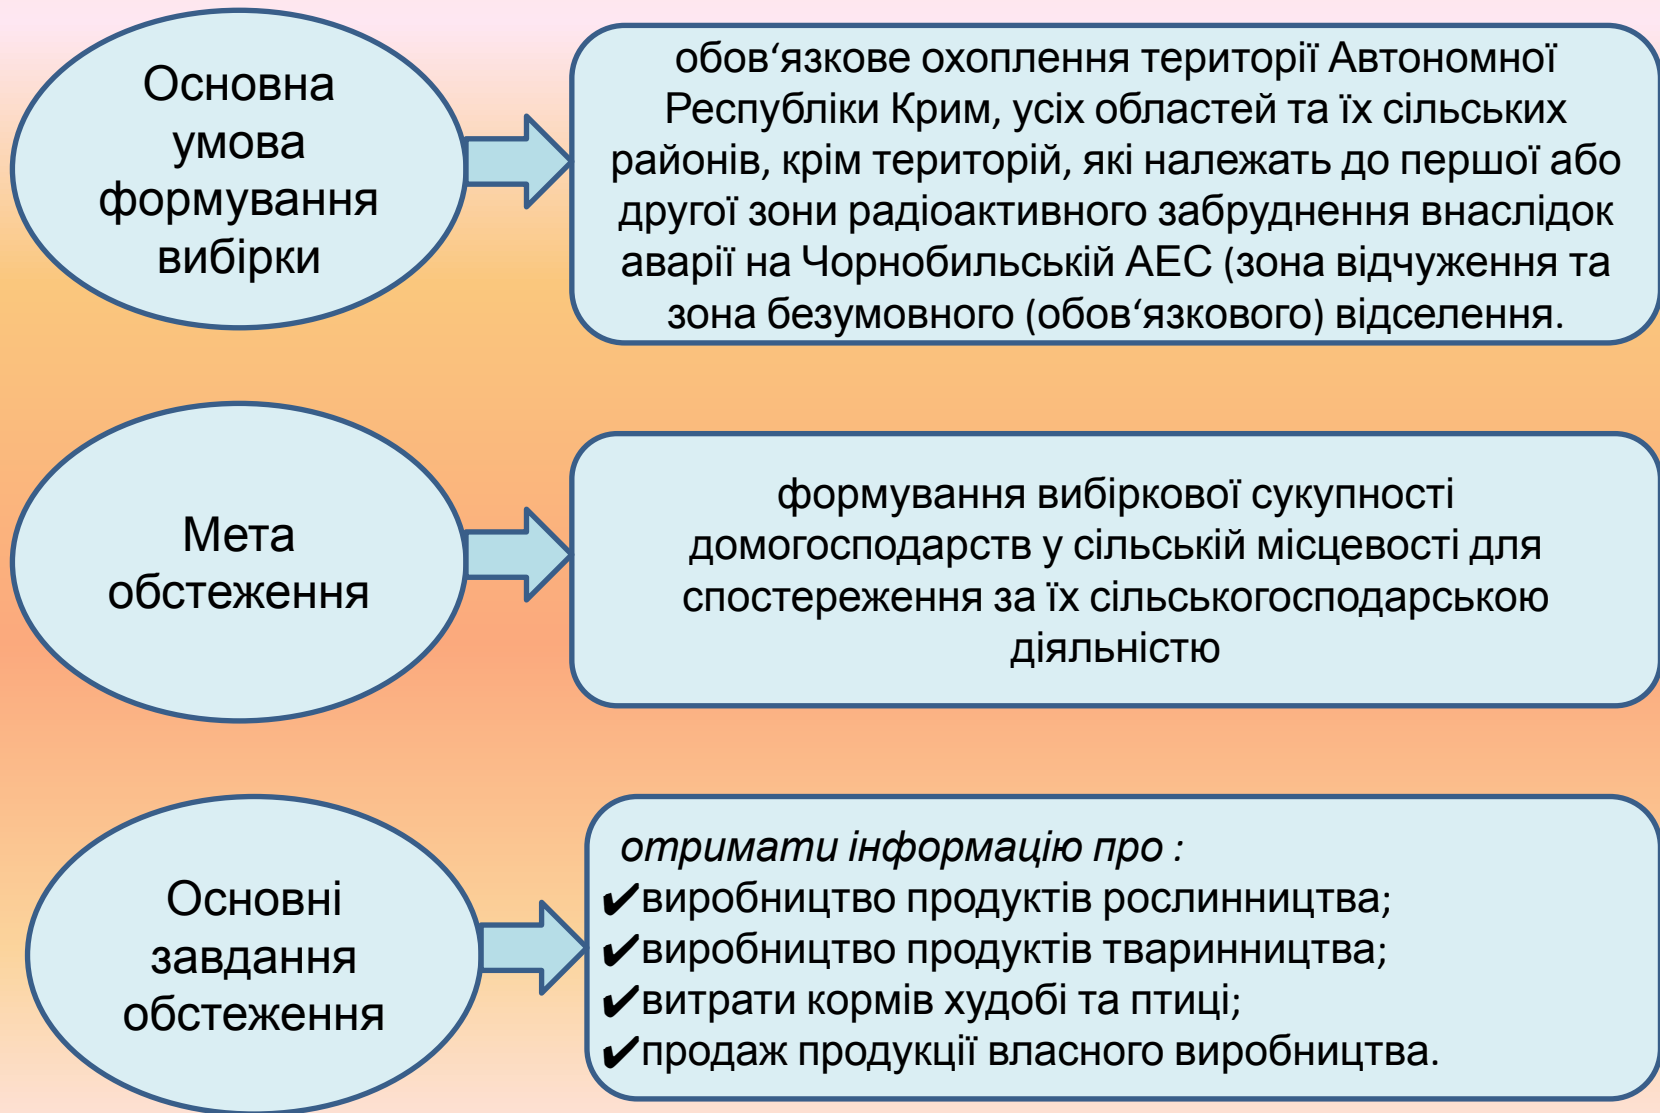 Основна
умова
формування
вибірки
обов‘язкове охоплення території Автономної
Республіки Крим, усіх областей та їх сільських
районів, крім територій, які належать до першої або
другої зони радіоактивного забруднення внаслідок
аварії на Чорнобильській АЕС (зона відчуження та
зона безумовного (обов‘язкового) відселення.
Мета
обстеження
формування вибіркової сукупності
домогосподарств у сільській місцевості для
спостереження за їх сільськогосподарською
діяльністю
Основні
завдання
обстеження
отримати інформацію про :
✔виробництво продуктів рослинництва;
✔виробництво продуктів тваринництва;
✔витрати кормів худобі та птиці;
✔продаж продукції власного виробництва.